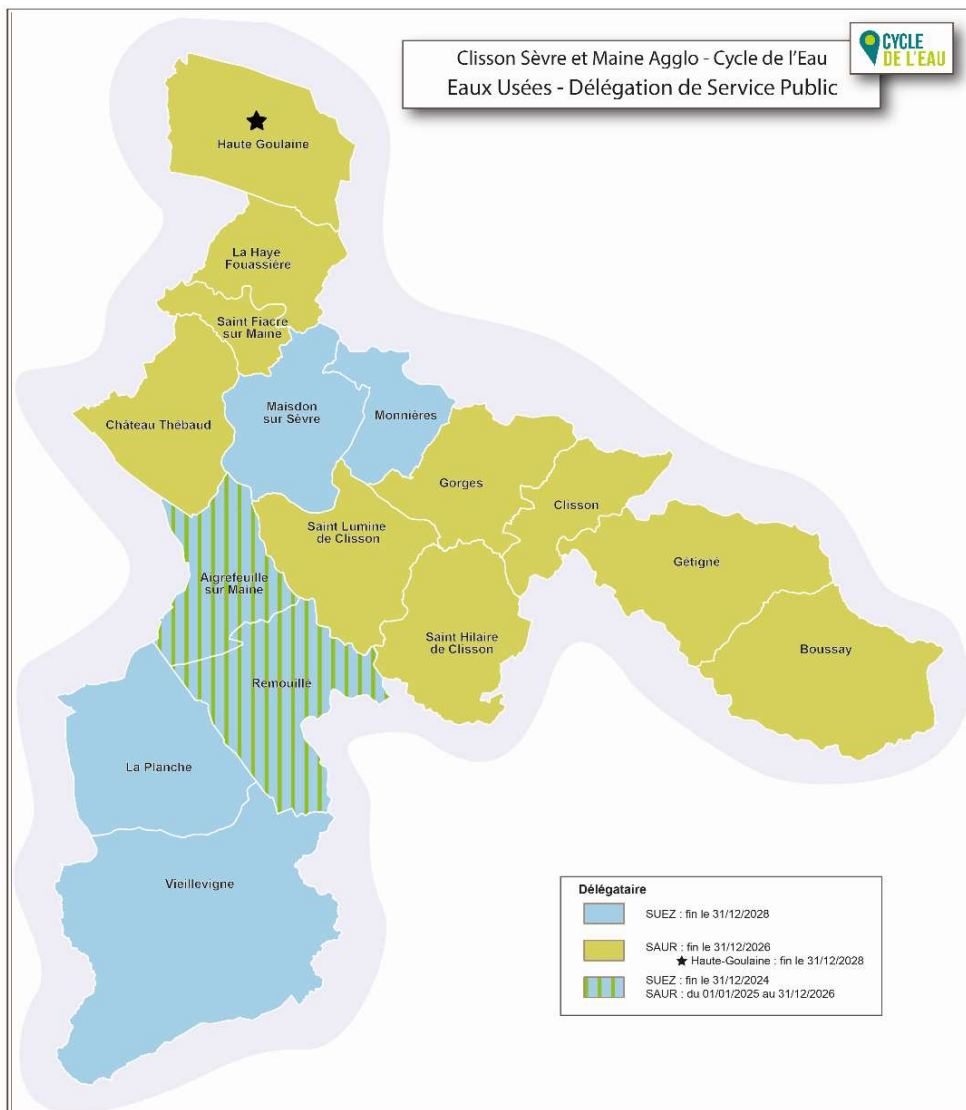 Clisson Sèvre et Maine Agglo - Cycle de l'Eau
Eaux Usées - Délégation de Service Public
CYCLE
DE L'EAU
Haute Goulaine
La Haye
Fouassière
Saint Fiacre
sur Maine
Château Thébaud
Maisdon
sur Sèvre
Monnières
Gorges
Clisson
Saint Lumine
de Clisson
Gétigné
Aigrefeuille
sur Maine
Saint Hilaire
de Clisson
Boussay
Remouillé
La Planche
Vieillevigne
Délégataire
SUEZ : fin le 31/12/2028
SAUR : fin le 31/12/2026
★ Haute-Goulaine : fin le 31/12/2028
SUEZ : fin le 31/12/2024
SAUR : du 01/01/2025 au 31/12/2026